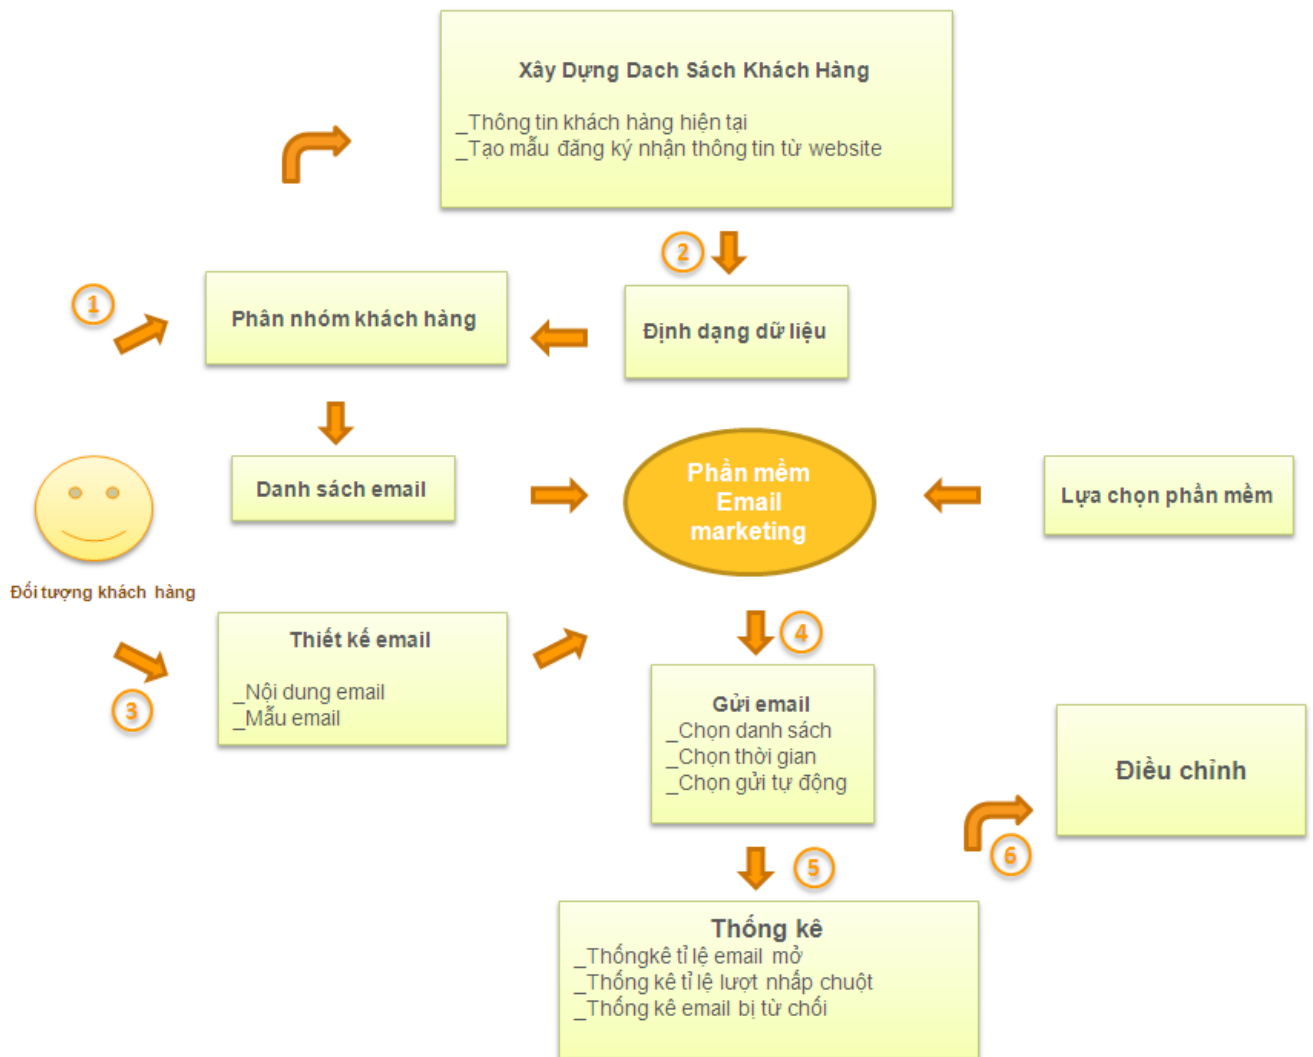 Xây Dựng Dach Sách Khách Hàng
_Thông tin khách hàng hiện tại
_Tạo mẫu đăng ký nhận thông tin từ website
2
1
Phân nhóm khách hàng
Định dạng dữ liệu
Danh sách email
Phần mềm
Email
marketing
Lựa chọn phần mềm
Đối tượng khách hàng
Thiết kế email
_Nội dung email
_Mẫu email
3
4
Gửi email
_Chọn danh sách
_Chọn thời gian
_Chọn gửi tự động
Điều chỉnh
6
5
Thống kê
_Thốngkê tỉ lệ email mở
_Thống kê tỉ lệ lượt nhấp chuột
_Thống kê email bị từ chối